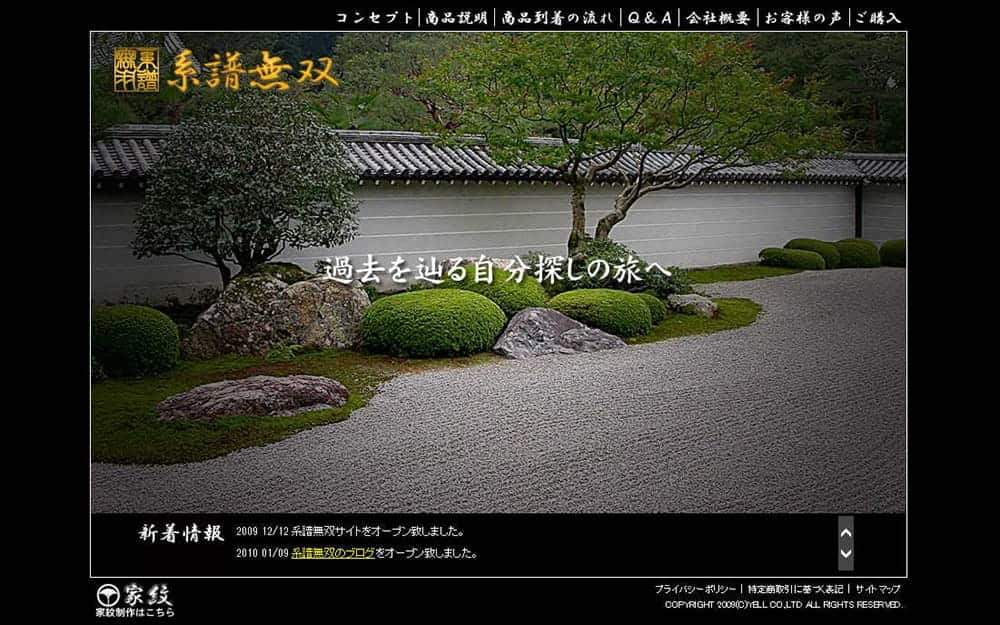 コンセプト|商品説明|商品到着の流れ|Q&A|会社概要|お客様の声|ご購入
系譜無双
過去を辿る自分探しの旅へ
新着情報
2009 12/12 系譜無双サイトをオープン致しました。
2010 01/09 系譜無双のブログをオープン致しました。
家紋
家紋制作はこちら
プライバシーポリシー | 特定商取引に基づく表記 | サイトマップ
COPYRIGHT 2009(C)YELL CO.,LTD ALL RIGHTS RESERVED.